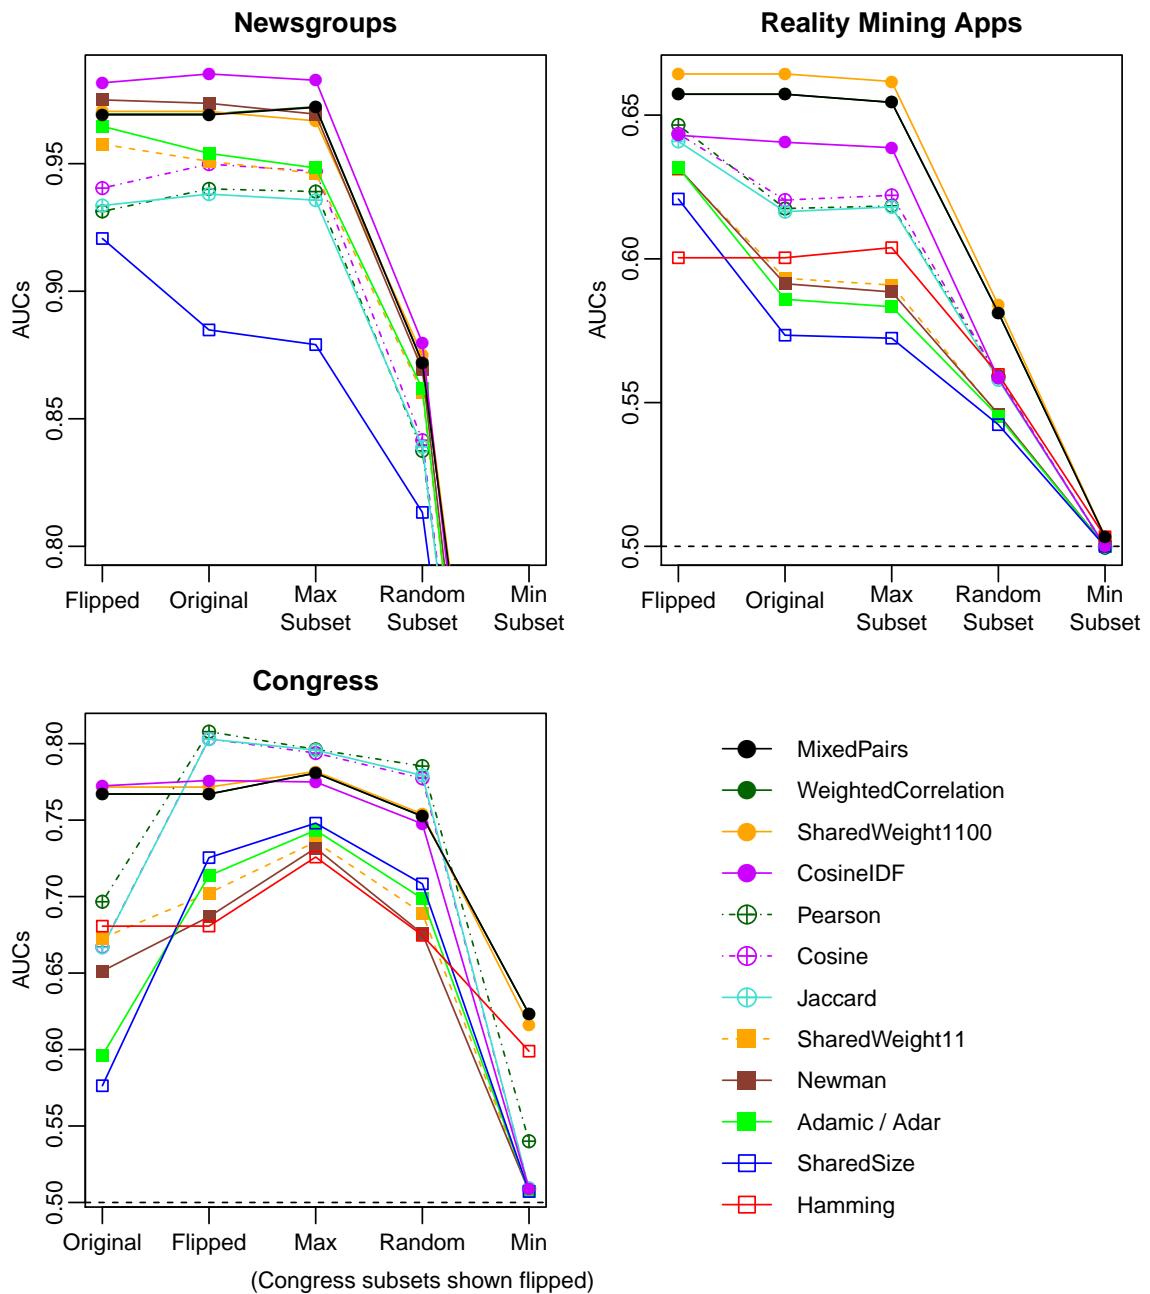 Newsgroups
AUCs
0.95
0.90
0.85
0.80
Flipped
Original
Max
Subset
Random
Subset
Min
Subset
Reality Mining Apps
AUCs
0.65
0.60
0.55
0.50
Flipped
Original
Max
Subset
Random
Subset
Min
Subset
Congress
AUCs
0.80
0.75
0.70
0.65
0.60
0.55
0.50
Original
Flipped
Max
Random
Min
(Congress subsets shown flipped)
MixedPairs
WeightedCorrelation
SharedWeight1100
CosineIDF
Pearson
Cosine
Jaccard
SharedWeight11
Newman
Adamic / Adar
SharedSize
Hamming